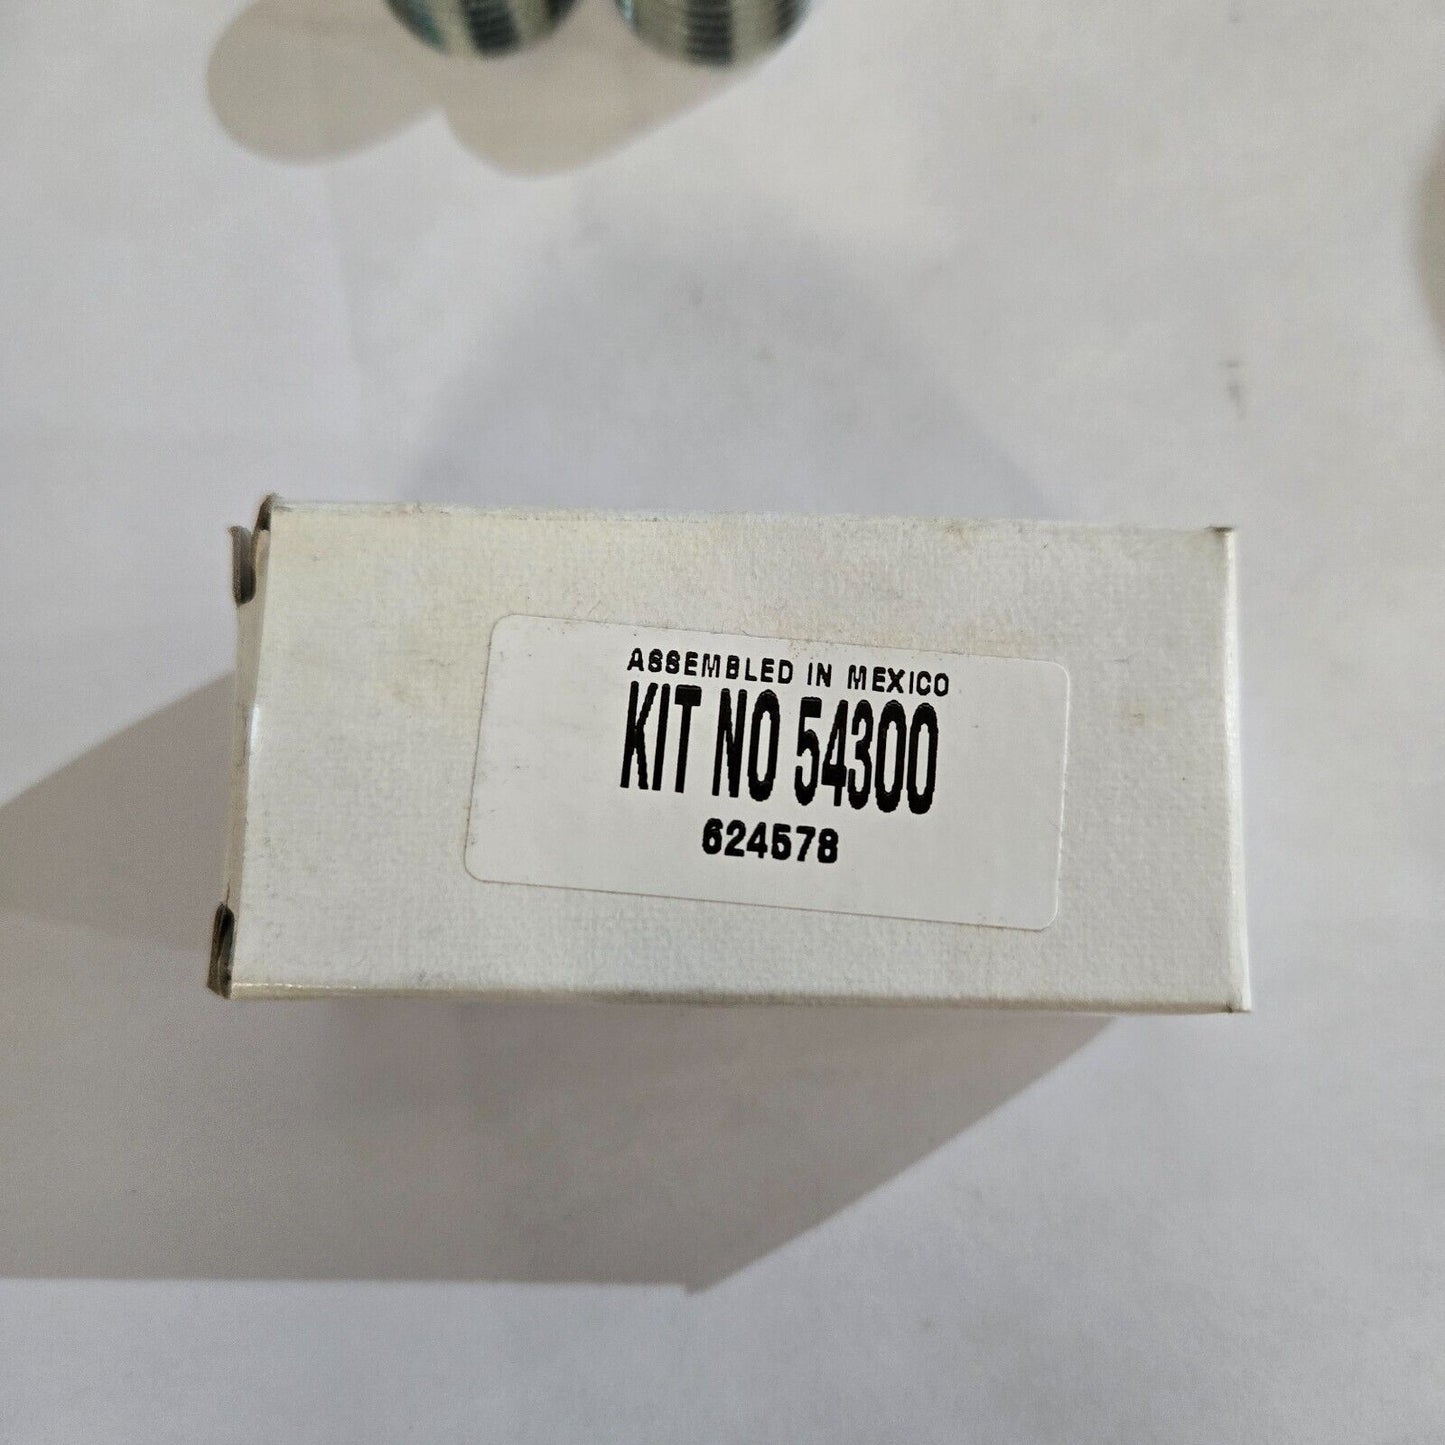 ASSEMBLED IN MEXICO
KIT NO 54300
624578